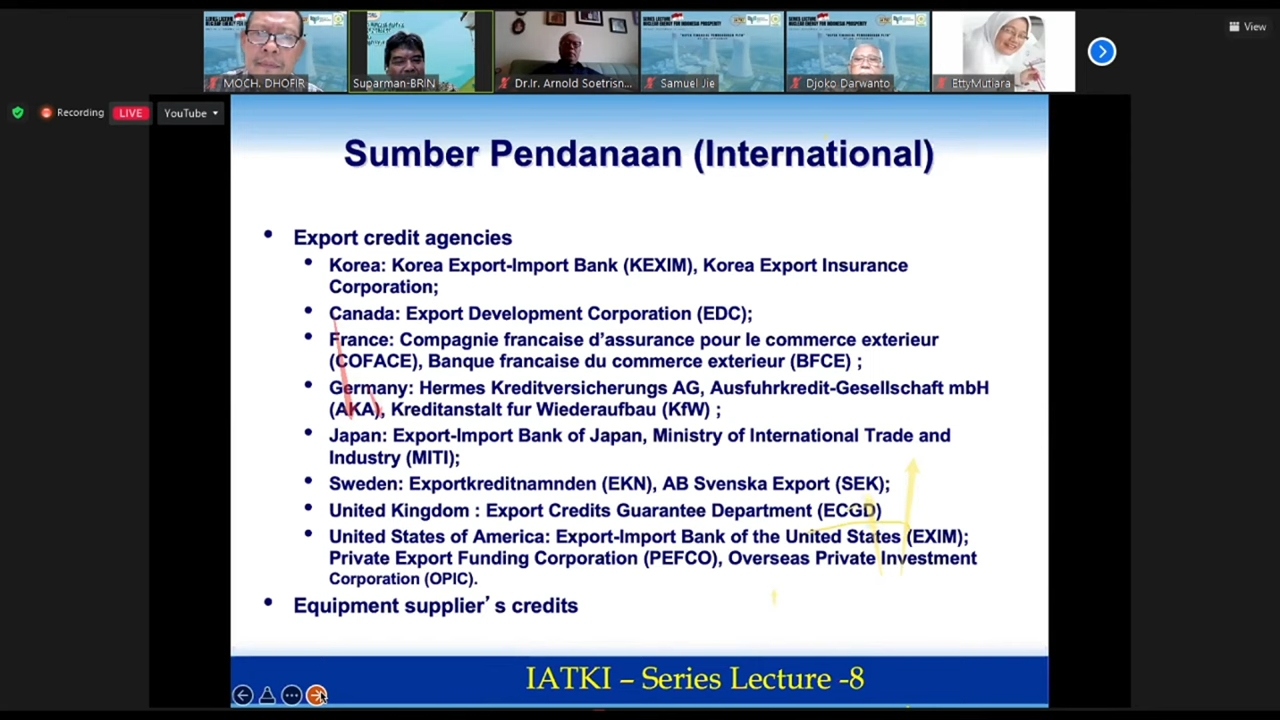 View
MOCH. DHOFIR
Suparman-BRIN
Dr.Ir. Arnold Soetrisn...
Samuel Jie
Djoko Darwanto
EttyMutiara
Recording
LIVE
YouTube
Sumber Pendanaan (International)
• Export credit agencies
• Korea: Korea Export-Import Bank (KEXIM), Korea Export Insurance
Corporation;
• Canada: Export Development Corporation (EDC);
• France: Compagnie francaise d’assurance pour le commerce exterieur
(COFACE), Banque francaise du commerce exterieur (BFCE) ;
• Germany: Hermes Kreditversicherungs AG, Ausfuhrkredit-Gesellschaft mbH
(AKA), Kreditanstalt fur Wiederaufbau (KfW) ;
• Japan: Export-Import Bank of Japan, Ministry of International Trade and
Industry (MITI);
• Sweden: Exportkreditnamnden (EKN), AB Svenska Export (SEK);
• United Kingdom : Export Credits Guarantee Department (ECGD)
• United States of America: Export-Import Bank of the United States (EXIM);
Private Export Funding Corporation (PEFCO), Overseas Private Investment
Corporation (OPIC).
• Equipment supplier’s credits
IATKI – Series Lecture -8